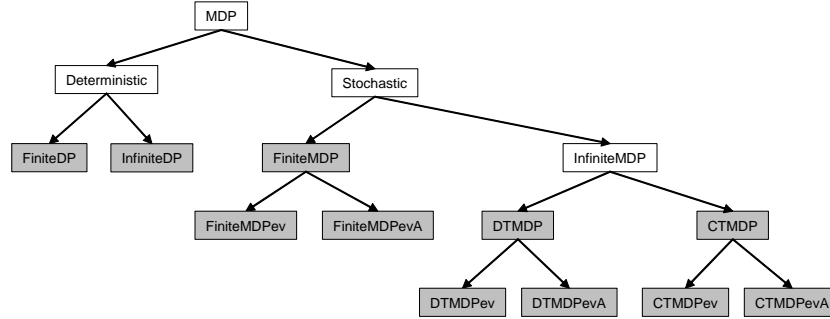 MDP
Deterministic
Stochastic
FiniteDP
InfiniteDP
FiniteMDP
InfiniteMDP
FiniteMDPev
FiniteMDPevA
DTMDP
CTMDP
DTMDPev
DTMDPevA
CTMDPev
CTMDPevA